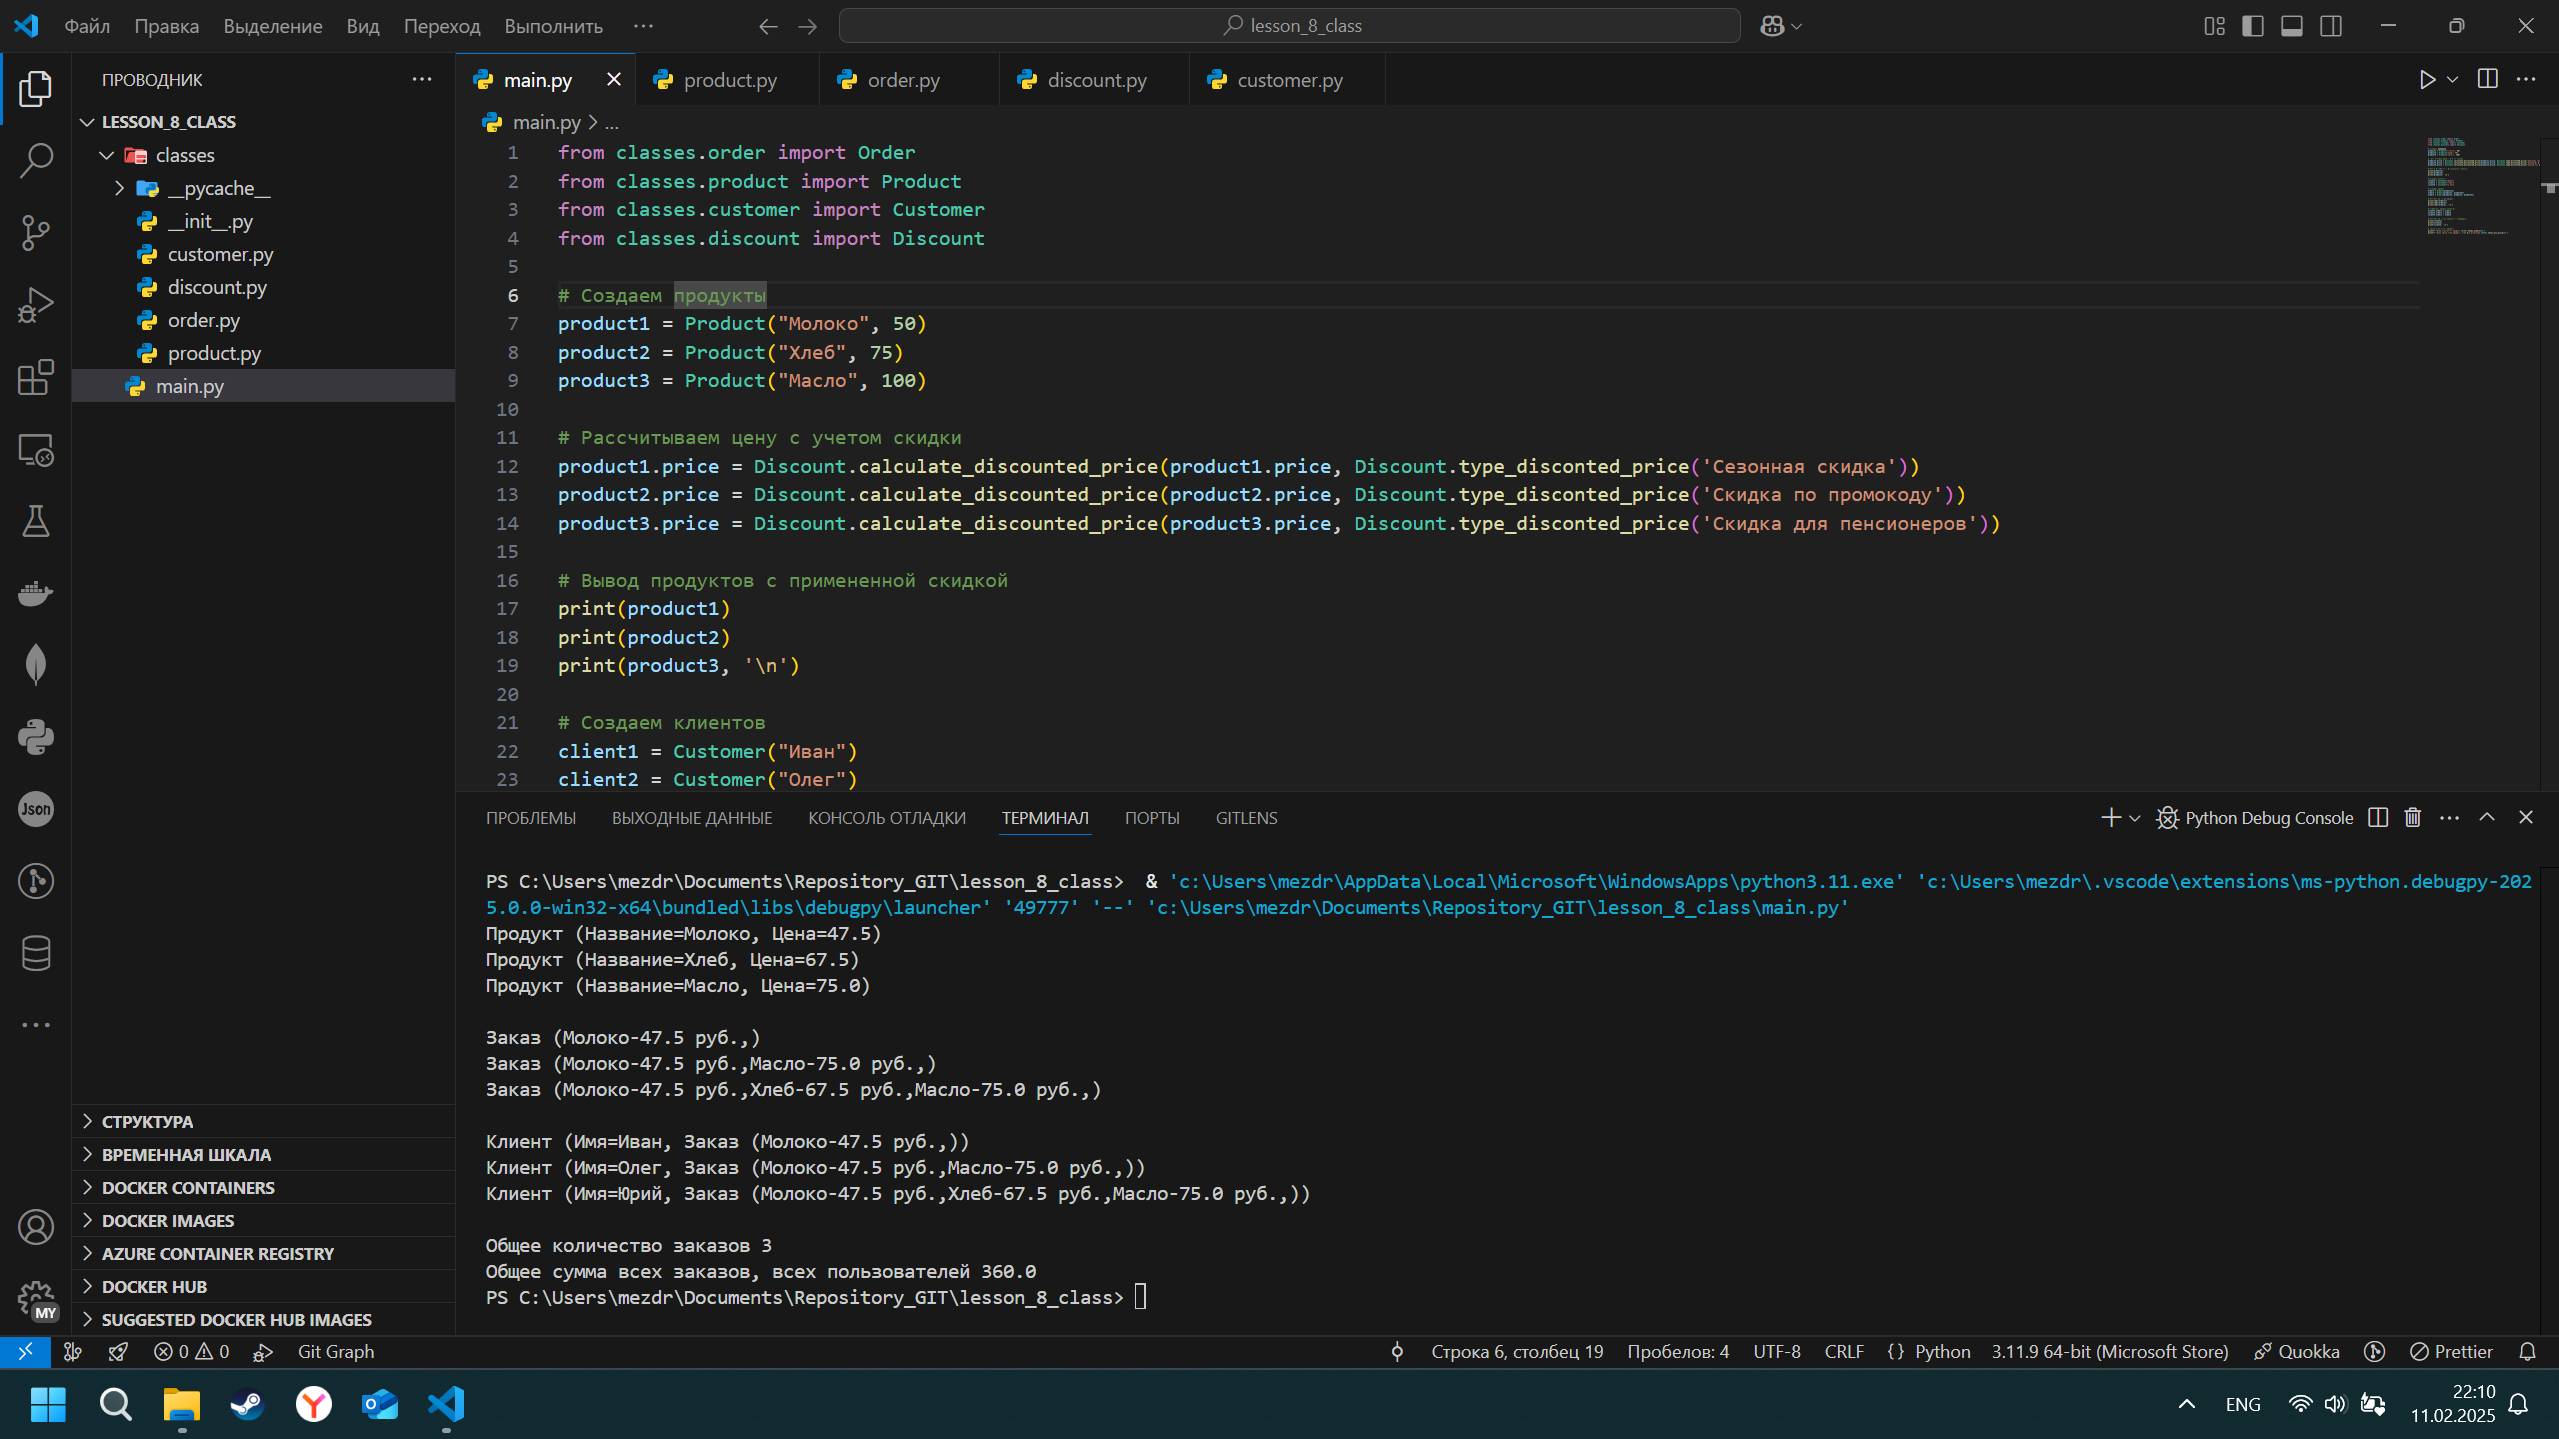 Файл Правка Выделение Вид Переход Выполнить ··· lesson_8_class
ПРОВОДНИК ···
LESSON_8_CLASS
classes
__pycache__
__init__.py
customer.py
discount.py
order.py
product.py
main.py
СТРУКТУРА
ВРЕМЕННАЯ ШКАЛА
DOCKER CONTAINERS
DOCKER IMAGES
AZURE CONTAINER REGISTRY
DOCKER HUB
SUGGESTED DOCKER HUB IMAGES
Json
MY
main.py product.py order.py discount.py customer.py
main.py > ...
1 from classes.order import Order
2 from classes.product import Product
3 from classes.customer import Customer
4 from classes.discount import Discount
5
6 # Создаем продукты
7 product1 = Product("Молоко", 50)
8 product2 = Product("Хлеб", 75)
9 product3 = Product("Масло", 100)
10
11 # Рассчитываем цену с учетом скидки
12 product1.price = Discount.calculate_discounted_price(product1.price, Discount.type_disconted_price('Сезонная скидка'))
13 product2.price = Discount.calculate_discounted_price(product2.price, Discount.type_disconted_price('Скидка по промокоду'))
14 product3.price = Discount.calculate_discounted_price(product3.price, Discount.type_disconted_price('Скидка для пенсионеров'))
15
16 # Вывод продуктов с примененной скидкой
17 print(product1)
18 print(product2)
19 print(product3, '\n')
20
21 # Создаем клиентов
22 client1 = Customer("Иван")
23 client2 = Customer("Олег")
ПРОБЛЕМЫ ВЫХОДНЫЕ ДАННЫЕ КОНСОЛЬ ОТЛАДКИ ТЕРМИНАЛ ПОРТЫ GITLENS Python Debug Console
PS C:\Users\mezdr\Documents\Repository_GIT\lesson_8_class> & 'c:\Users\mezdr\AppData\Local\Microsoft\WindowsApps\python3.11.exe' 'c:\Users\mezdr\.vscode\extensions\ms-python.debugpy-202
5.0.0-win32-x64\bundled\libs\debugpy\launcher' '49777' '--' 'c:\Users\mezdr\Documents\Repository_GIT\lesson_8_class\main.py'
Продукт (Название=Молоко, Цена=47.5)
Продукт (Название=Хлеб, Цена=67.5)
Продукт (Название=Масло, Цена=75.0)
Заказ (Молоко-47.5 руб.,)
Заказ (Молоко-47.5 руб.,Масло-75.0 руб.,)
Заказ (Молоко-47.5 руб.,Хлеб-67.5 руб.,Масло-75.0 руб.,)
Клиент (Имя=Иван, Заказ (Молоко-47.5 руб.,))
Клиент (Имя=Олег, Заказ (Молоко-47.5 руб.,Масло-75.0 руб.,))
Клиент (Имя=Юрий, Заказ (Молоко-47.5 руб.,Хлеб-67.5 руб.,Масло-75.0 руб.,))
Общее количество заказов 3
Общее сумма всех заказов, всех пользователей 360.0
PS C:\Users\mezdr\Documents\Repository_GIT\lesson_8_class>
0 0 Git Graph Строка 6, столбец 19 Пробелов: 4 UTF-8 CRLF {} Python 3.11.9 64-bit (Microsoft Store) Quokka Prettier
ENG 22:10
11.02.2025